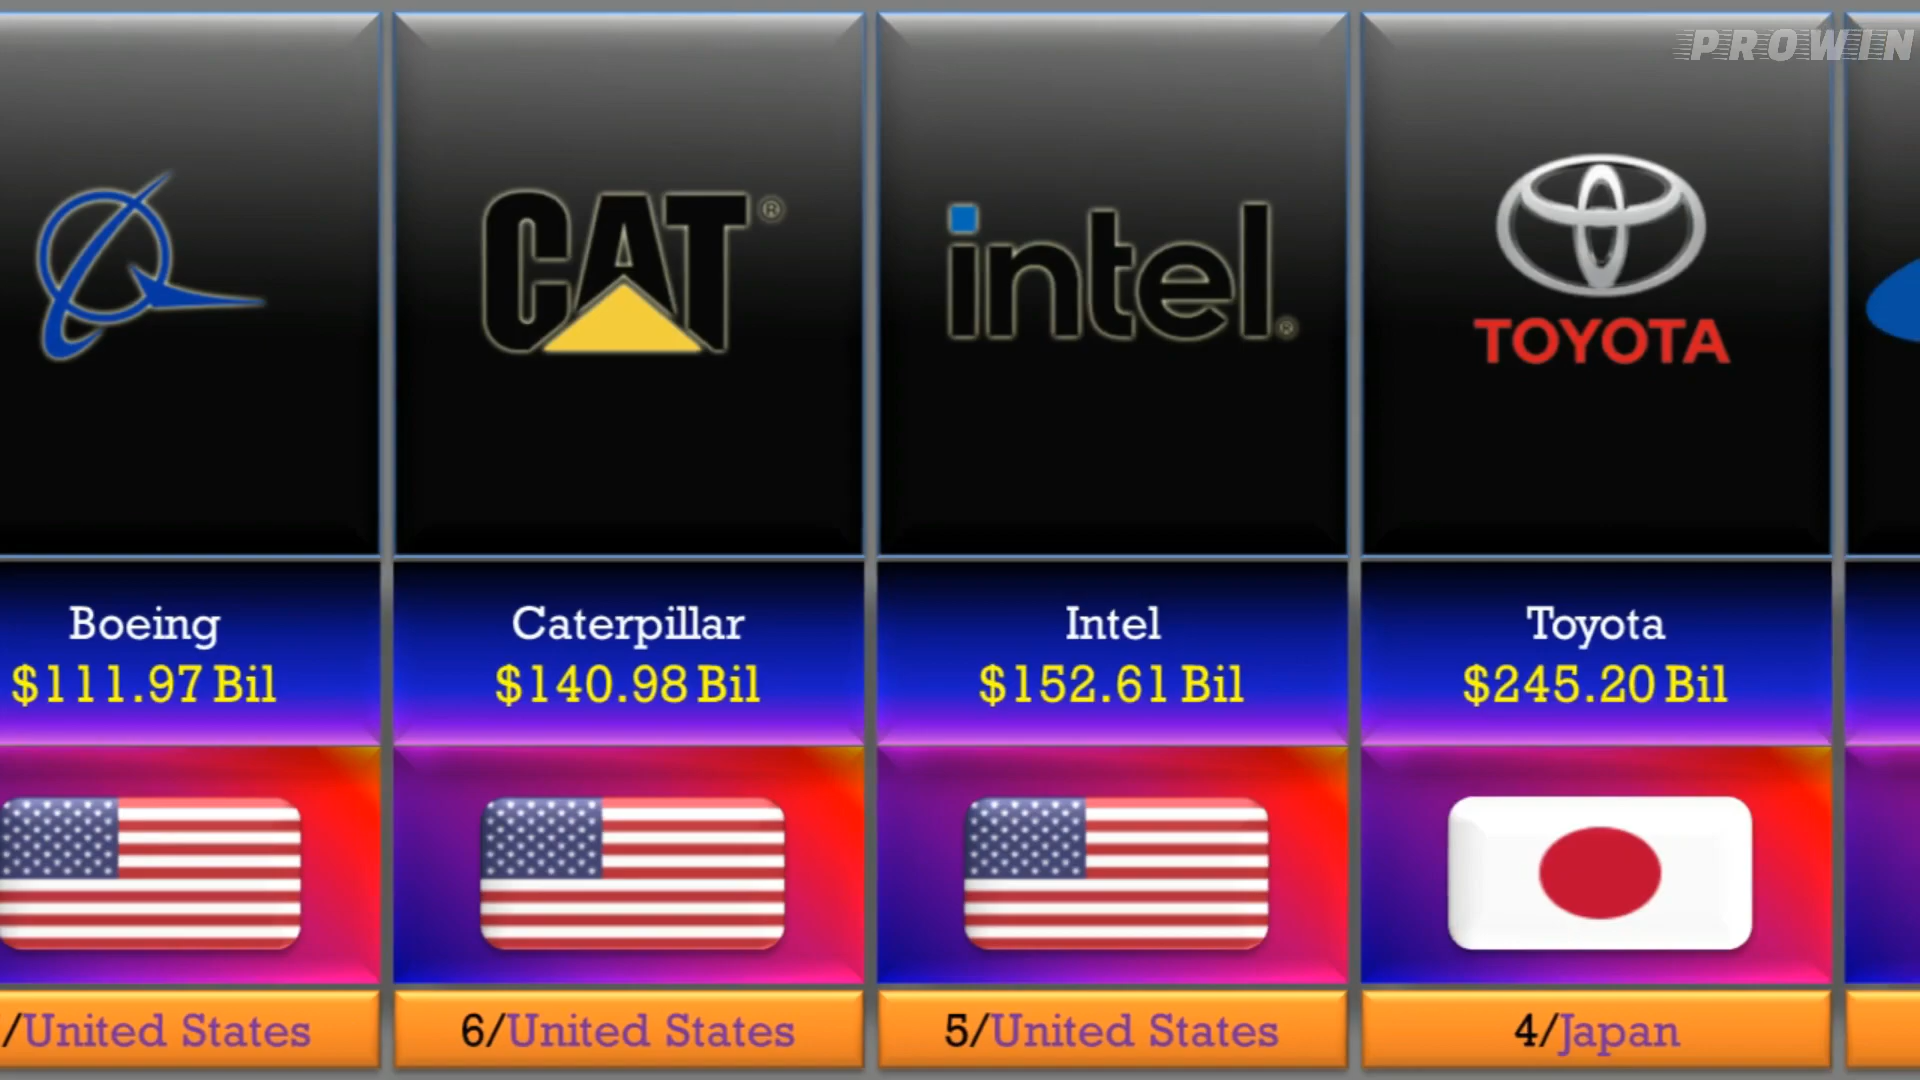 PROWIN
CAT®
intel®
TOYOTA
Boeing
$111.97 Bil
Caterpillar
$140.98 Bil
Intel
$152.61 Bil
Toyota
$245.20 Bil
/United States
6/United States
5/United States
4/Japan